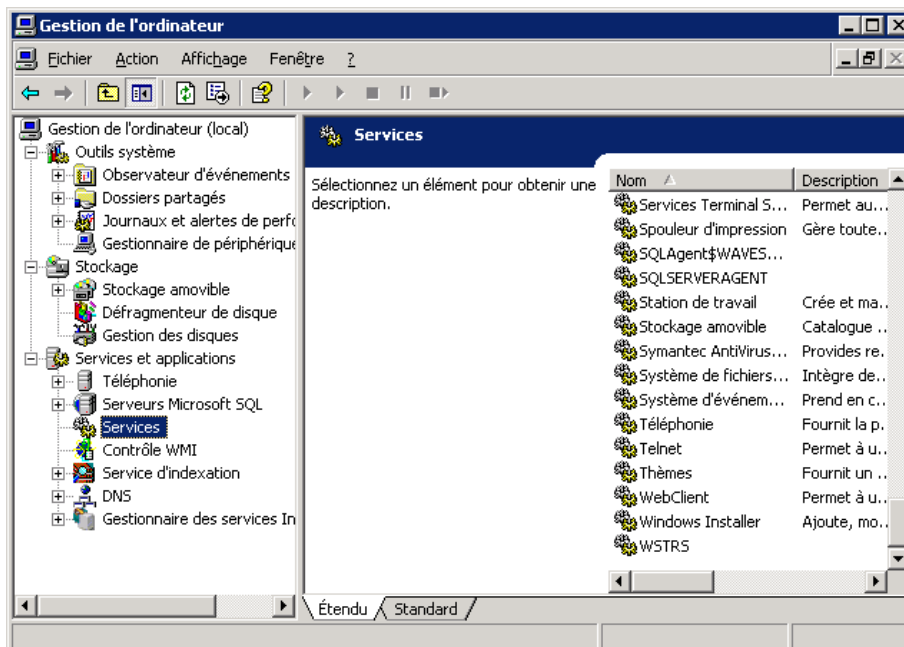 Gestion de l'ordinateur
Fichier Action Affichage Fenêtre ?
Gestion de l'ordinateur (local)
Outils système
Observateur d'événements
Dossiers partagés
Journaux et alertes de perfo
Gestionnaire de périphérique
Stockage
Stockage amovible
Défragmenteur de disque
Gestion des disques
Services et applications
Téléphonie
Serveurs Microsoft SQL
Services
Contrôle WMI
Service d'indexation
DNS
Gestionnaire des services In
Services
Sélectionnez un élément pour obtenir une
description.
Nom Description
Services Terminal S... Permet au...
Spouleur d'impression Gère toute..
SQLAgent$WAVES...
SQLSERVERAGENT
Station de travail Crée et ma..
Stockage amovible Catalogue ..
Symantec AntiVirus... Provides re.
Système de fichiers... Intègre de..
Système d'événem... Prend en c..
Téléphonie Fournit la p.
Telnet Permet à u..
Thèmes Fournit un ..
WebClient Permet à u..
Windows Installer Ajoute, mo..
WSTRS
Étendu Standard